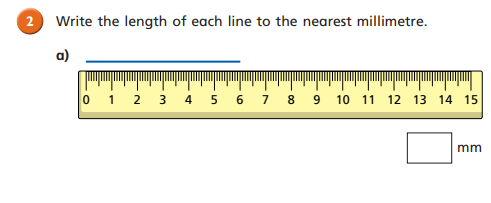 2 Write the length of each line to the nearest millimetre.
a)
0 1 2 3 4 5 6 7 8 9 10 11 12 13 14 15
mm